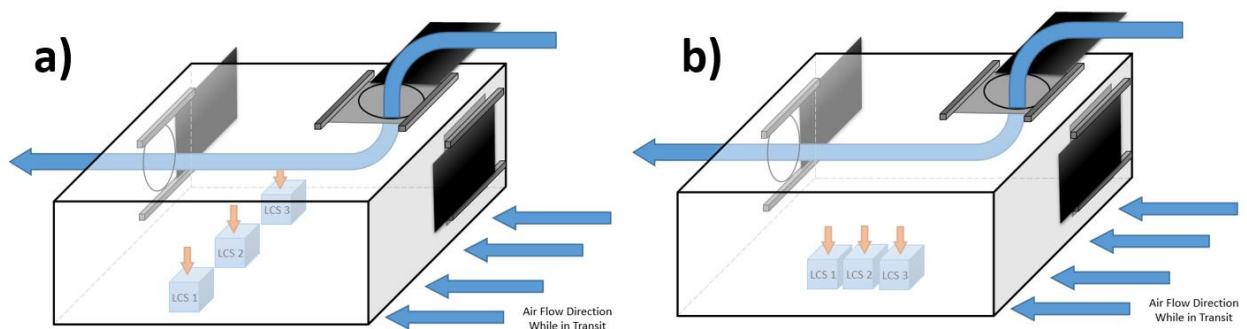 a)
LCS 3
LCS 2
LCS 1
Air Flow Direction
While in Transit
b)
LCS 1 LCS 2 LCS 3
Air Flow Direction
While in Transit